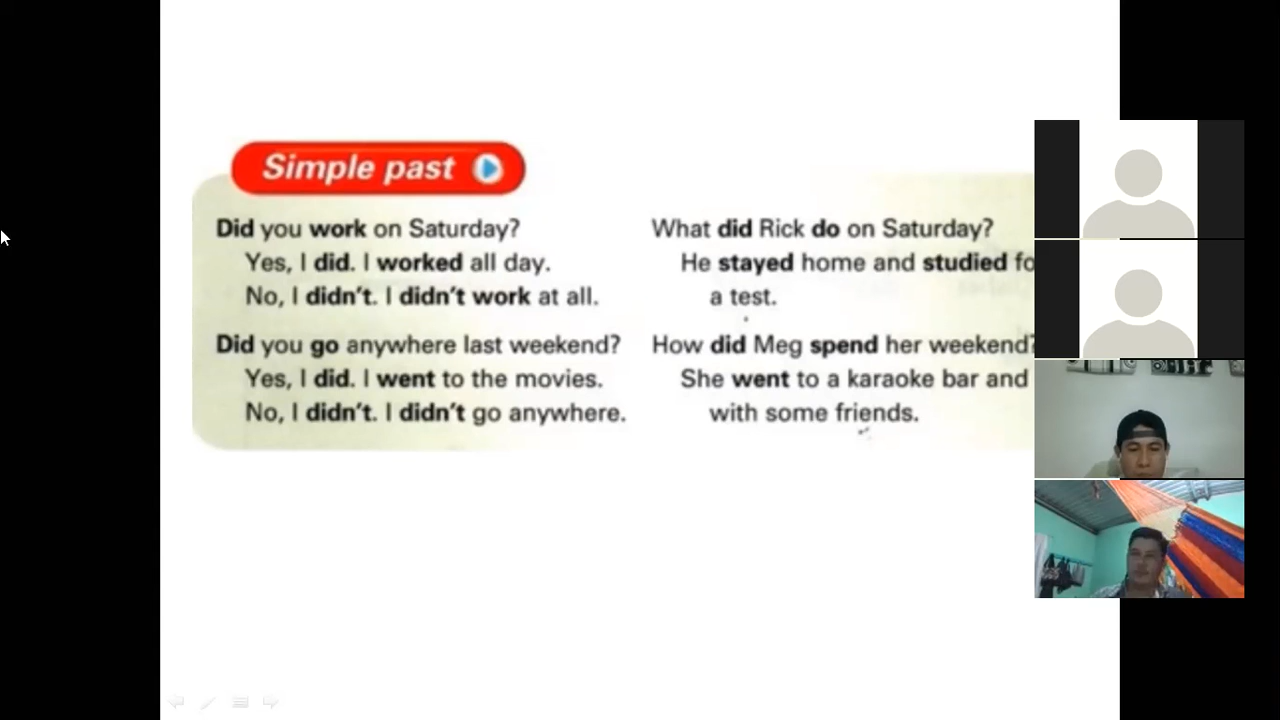 Simple past
Did you work on Saturday?
Yes, I did. I worked all day.
No, I didn't. I didn't work at all.
Did you go anywhere last weekend?
Yes, I did. I went to the movies.
No, I didn't. I didn't go anywhere.
What did Rick do on Saturday?
He stayed home and studied
a test.
How did Meg spend her weekend?
She went to a karaoke bar and
with some friends.